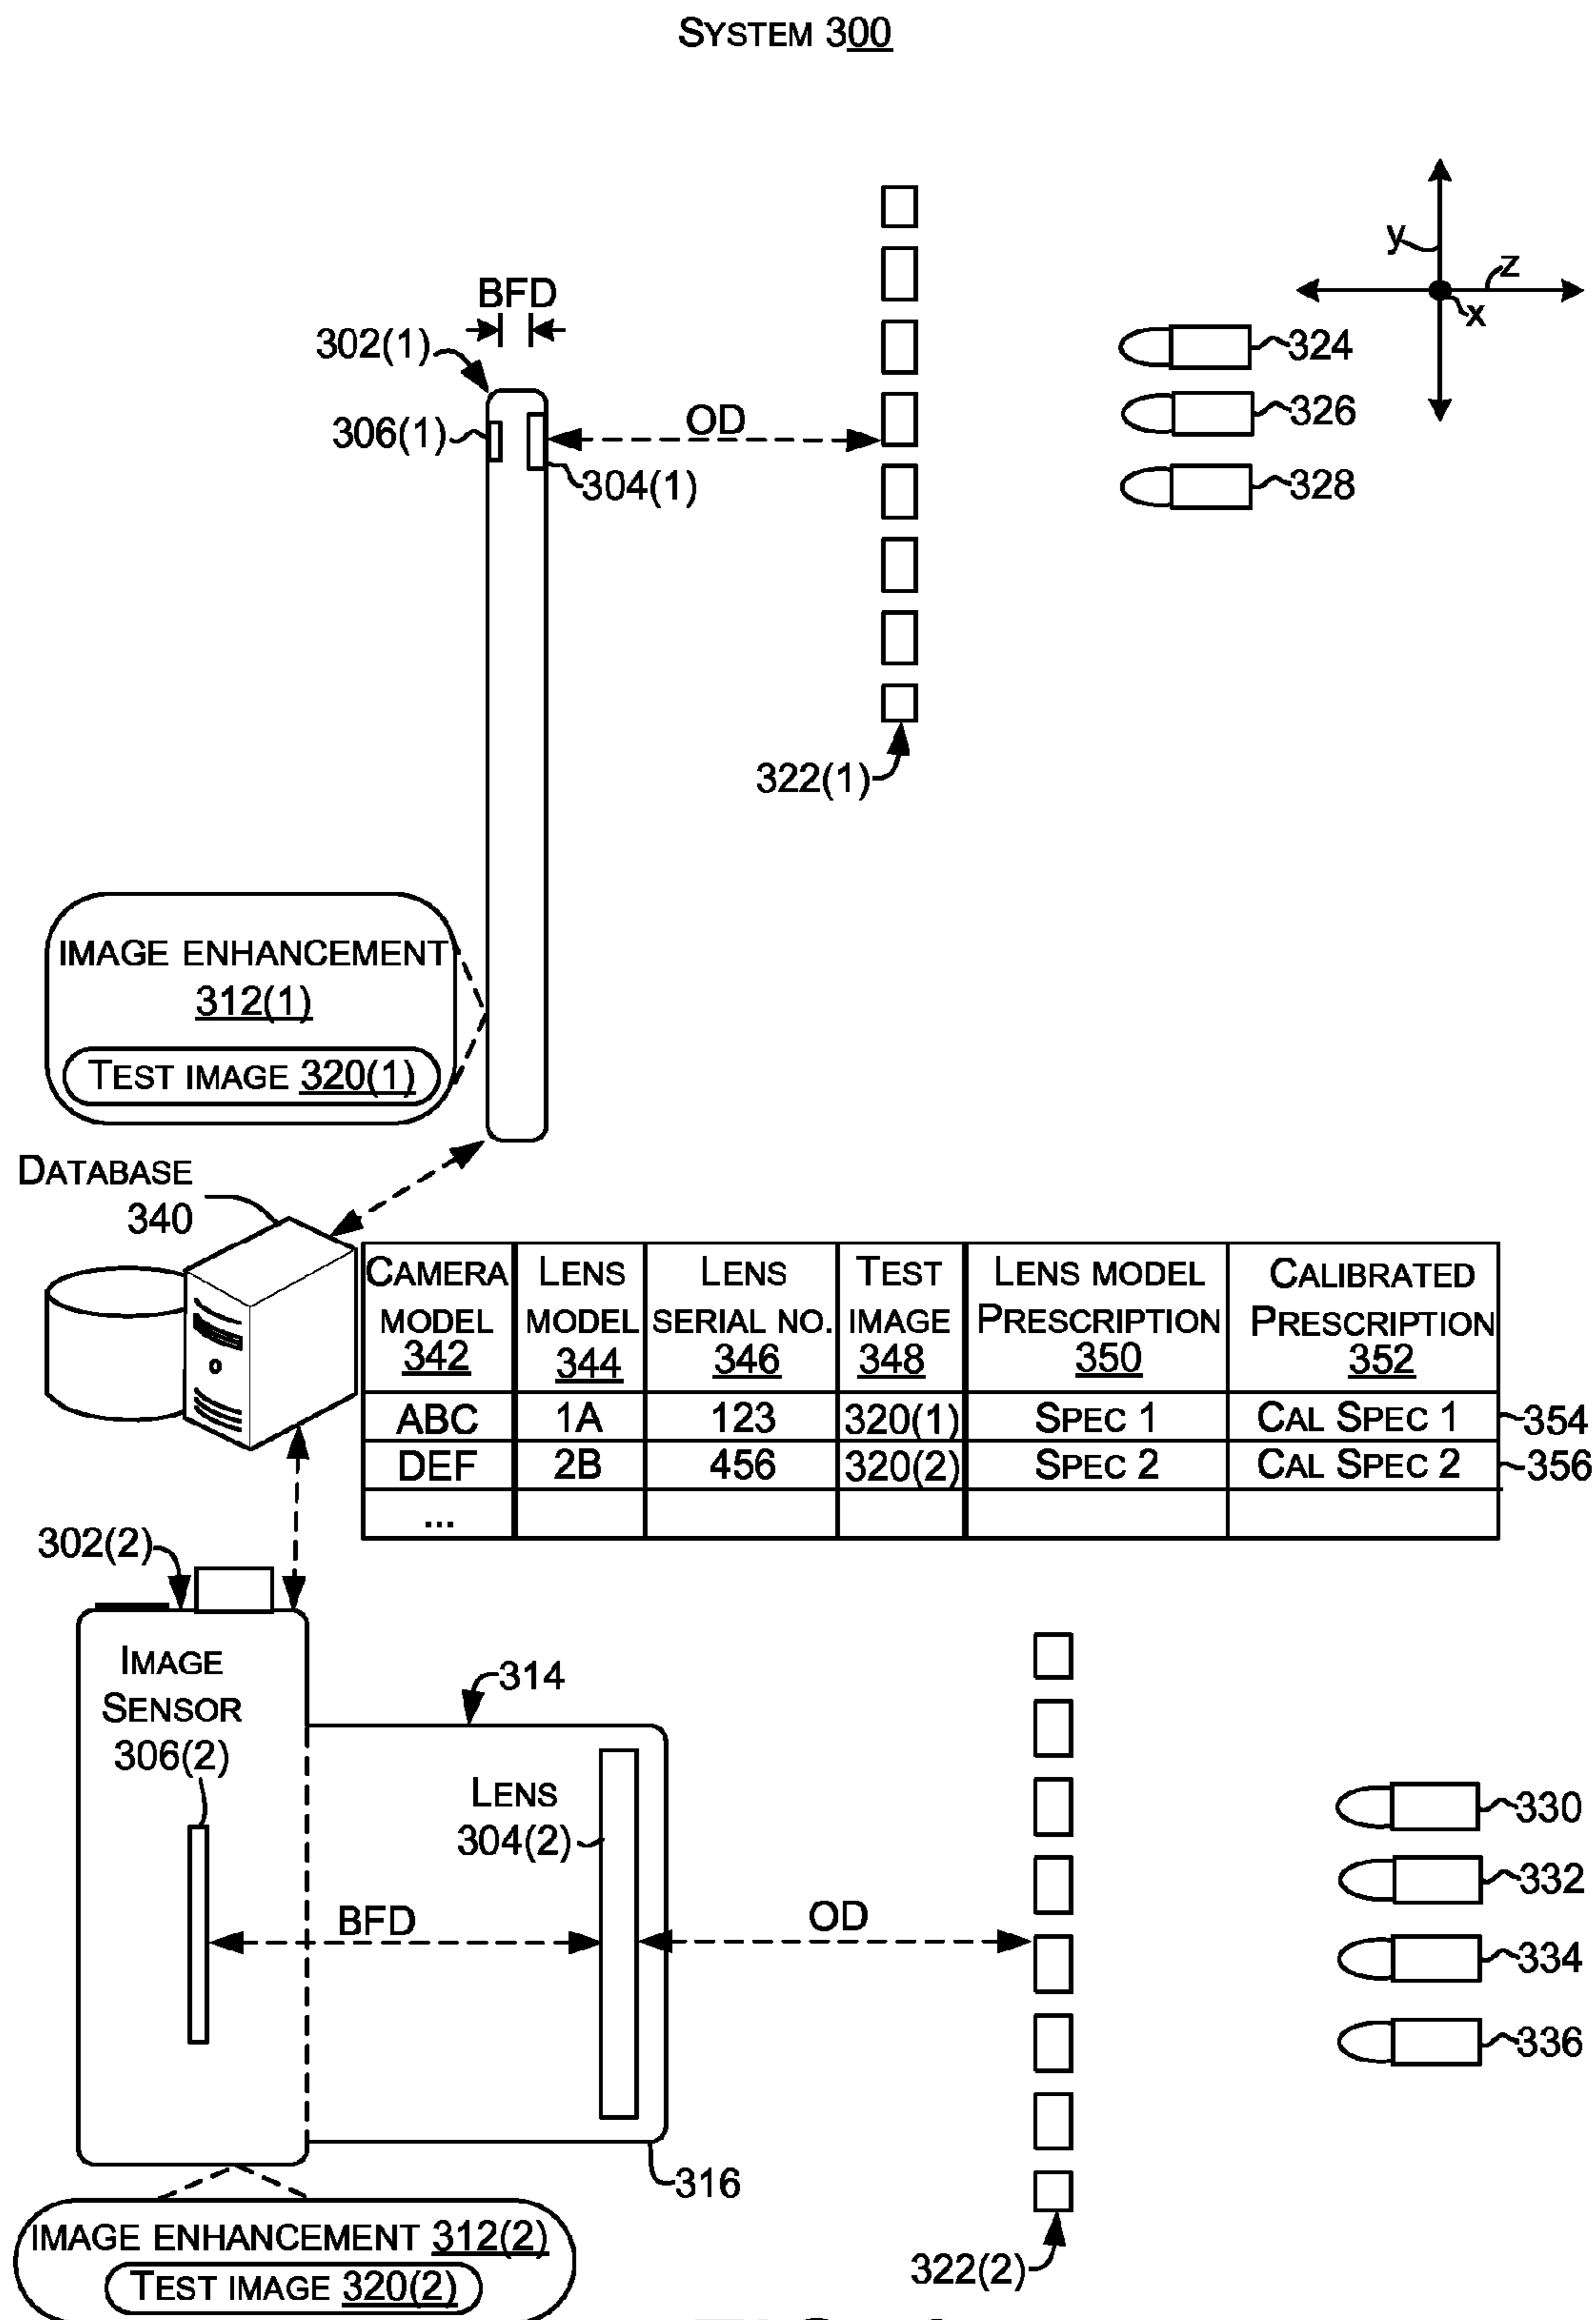 SYSTEM 300
y
z
x
BFD
302(1)
324
306(1)
OD
326
304(1)
328
322(1)
IMAGE ENHANCEMENT
312(1)
TEST IMAGE 320(1)
DATABASE
340
CAMERA MODEL 342
LENS MODEL 344
LENS SERIAL NO. 346
TEST IMAGE 348
LENS MODEL PRESCRIPTION 350
CALIBRATED PRESCRIPTION 352
ABC 1A 123 320(1) SPEC 1 CAL SPEC 1 354
DEF 2B 456 320(2) SPEC 2 CAL SPEC 2 356
...
302(2)
IMAGE
SENSOR
306(2)
314
LENS
304(2)
330
332
BFD
OD
334
336
316
IMAGE ENHANCEMENT 312(2)
TEST IMAGE 320(2)
322(2)